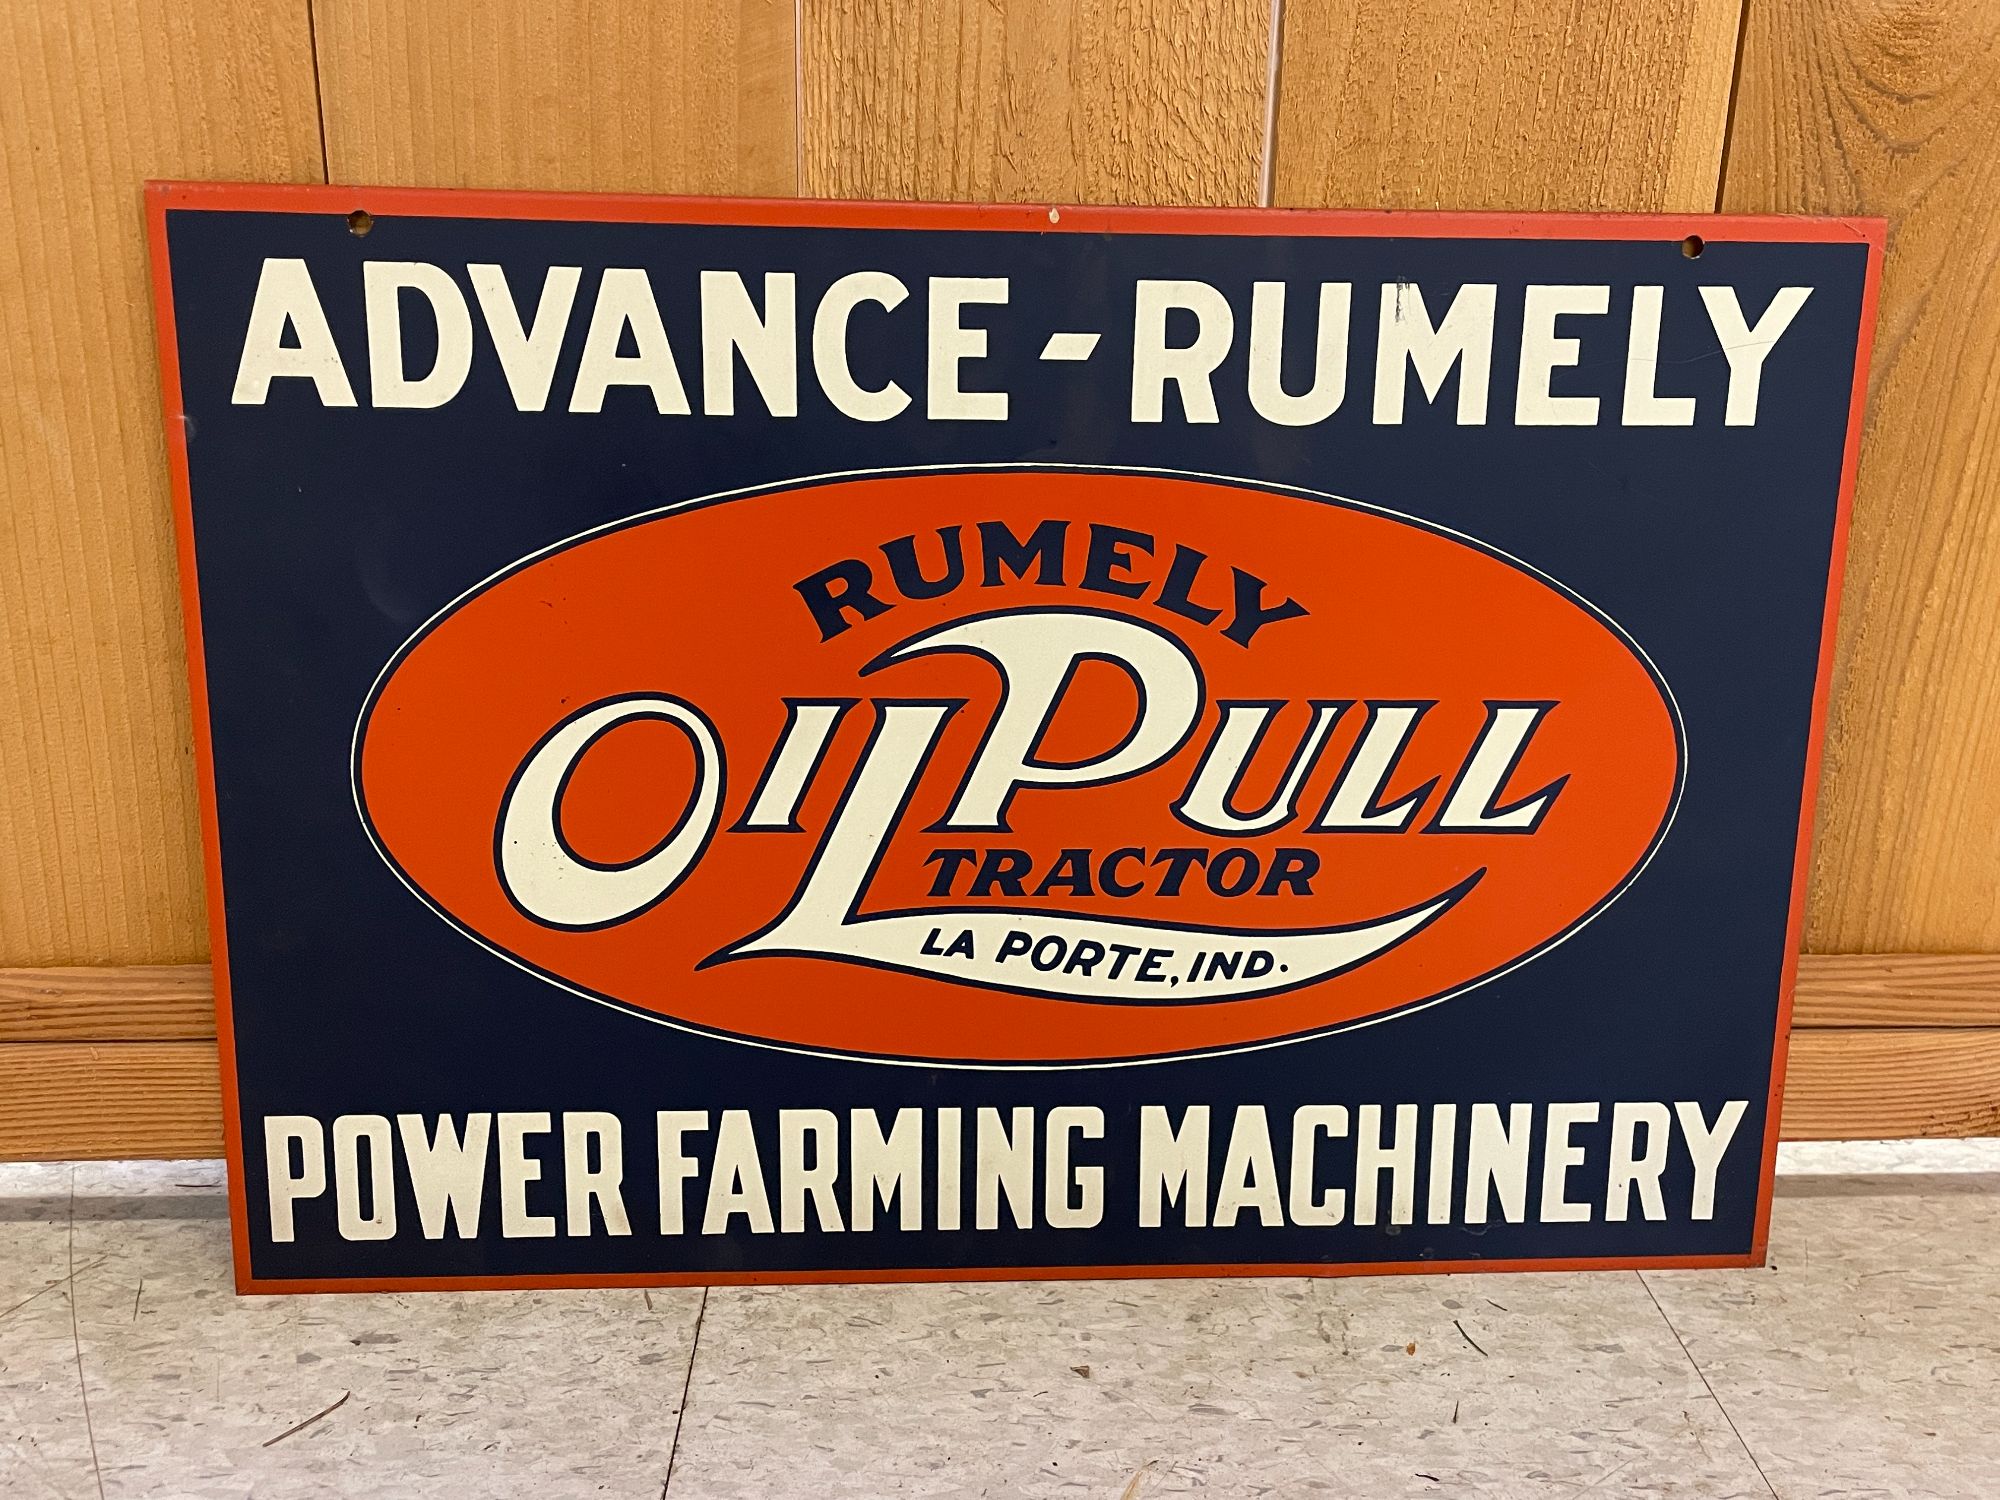 ADVANCE-RUMELY
RUMELY
OILPULL
TRACTOR
LA PORTE, IND.
POWER FARMING MACHINERY